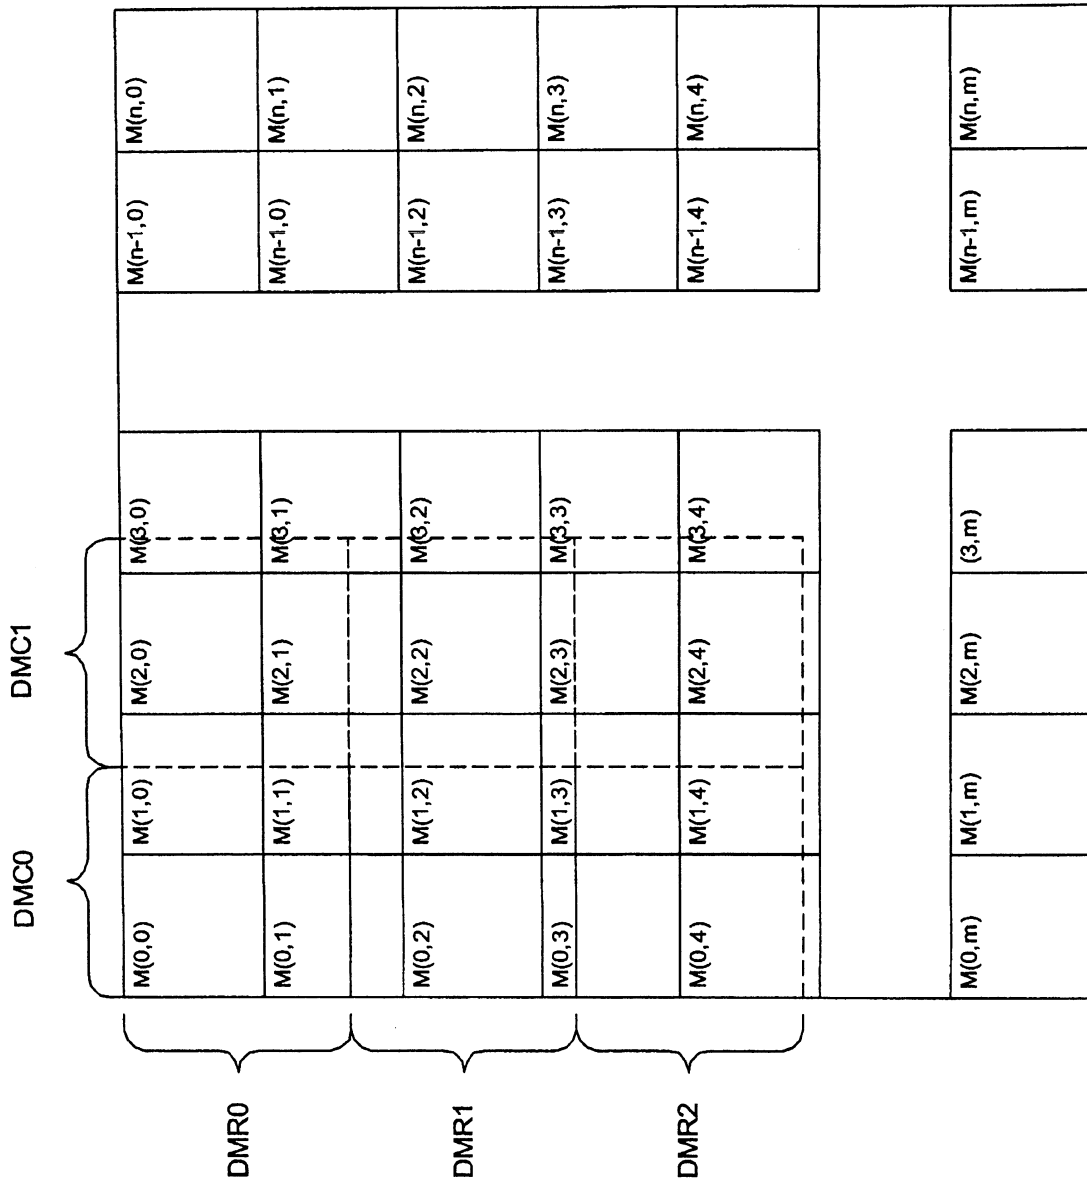 DMC0
DMC1
M(0,0)
M(1,0)
M(2,0)
M(3,0)
M(n-1,0)
M(n,0)
DMR0
M(0,1)
M(1,1)
M(2,1)
M(3,1)
M(n-1,0)
M(n,1)
M(0,2)
M(1,2)
M(2,2)
M(3,2)
M(n-1,2)
M(n,2)
DMR1
M(0,3)
M(1,3)
M(2,3)
M(3,3)
M(n-1,3)
M(n,3)
DMR2
M(0,4)
M(1,4)
M(2,4)
M(3,4)
M(n-1,4)
M(n,4)
M(0,m)
M(1,m)
M(2,m)
(3,m)
M(n-1,m)
M(n,m)